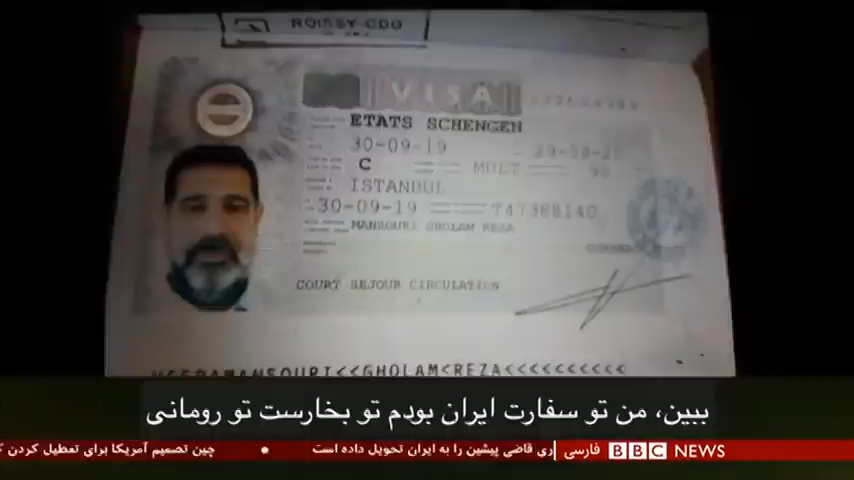 ROISSY-CDG
VISA
ETATS SCHENGEN
30-09-19
C MULT 90
ISTANBUL
30-09-19 T47388140
MANSOURI GHOLAM REZA
COURT SEJOUR CIRCULATION
MANSOURI<<GHOLAM<REZA<<<<<<<<<<
ببین، من تو سفارت ایران بودم تو بخارست تو رومانی
BBC NEWS فارسی
ری قاضی پیشین را به ایران تحویل داده است • چین تصمیم آمریکا برای تعطیل کردن